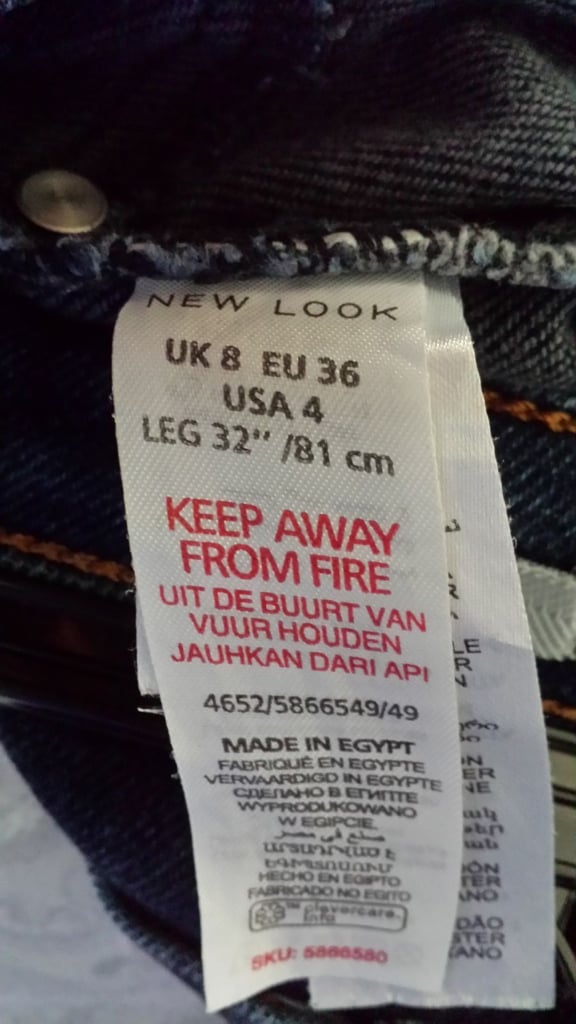 NEW LOOK
UK 8 EU 36
USA 4
LEG 32" /81 cm
KEEP AWAY
FROM FIRE
UIT DE BUURT VAN
VUUR HOUDEN
JAUHKAN DARI API
4652/5866549/49
MADE IN EGYPT
FABRIQUÉ EN EGYPTE
VERVAARDIGD IN EGYPTE
СДЕЛАНО В ЕГИПТЕ
WYPRODUKOWANO
W EGIPCIE
صنع في مصر
HECHO EN EGIPTO
FABRICADO NO EGITO
clevercare.
info
SKU: 5866580